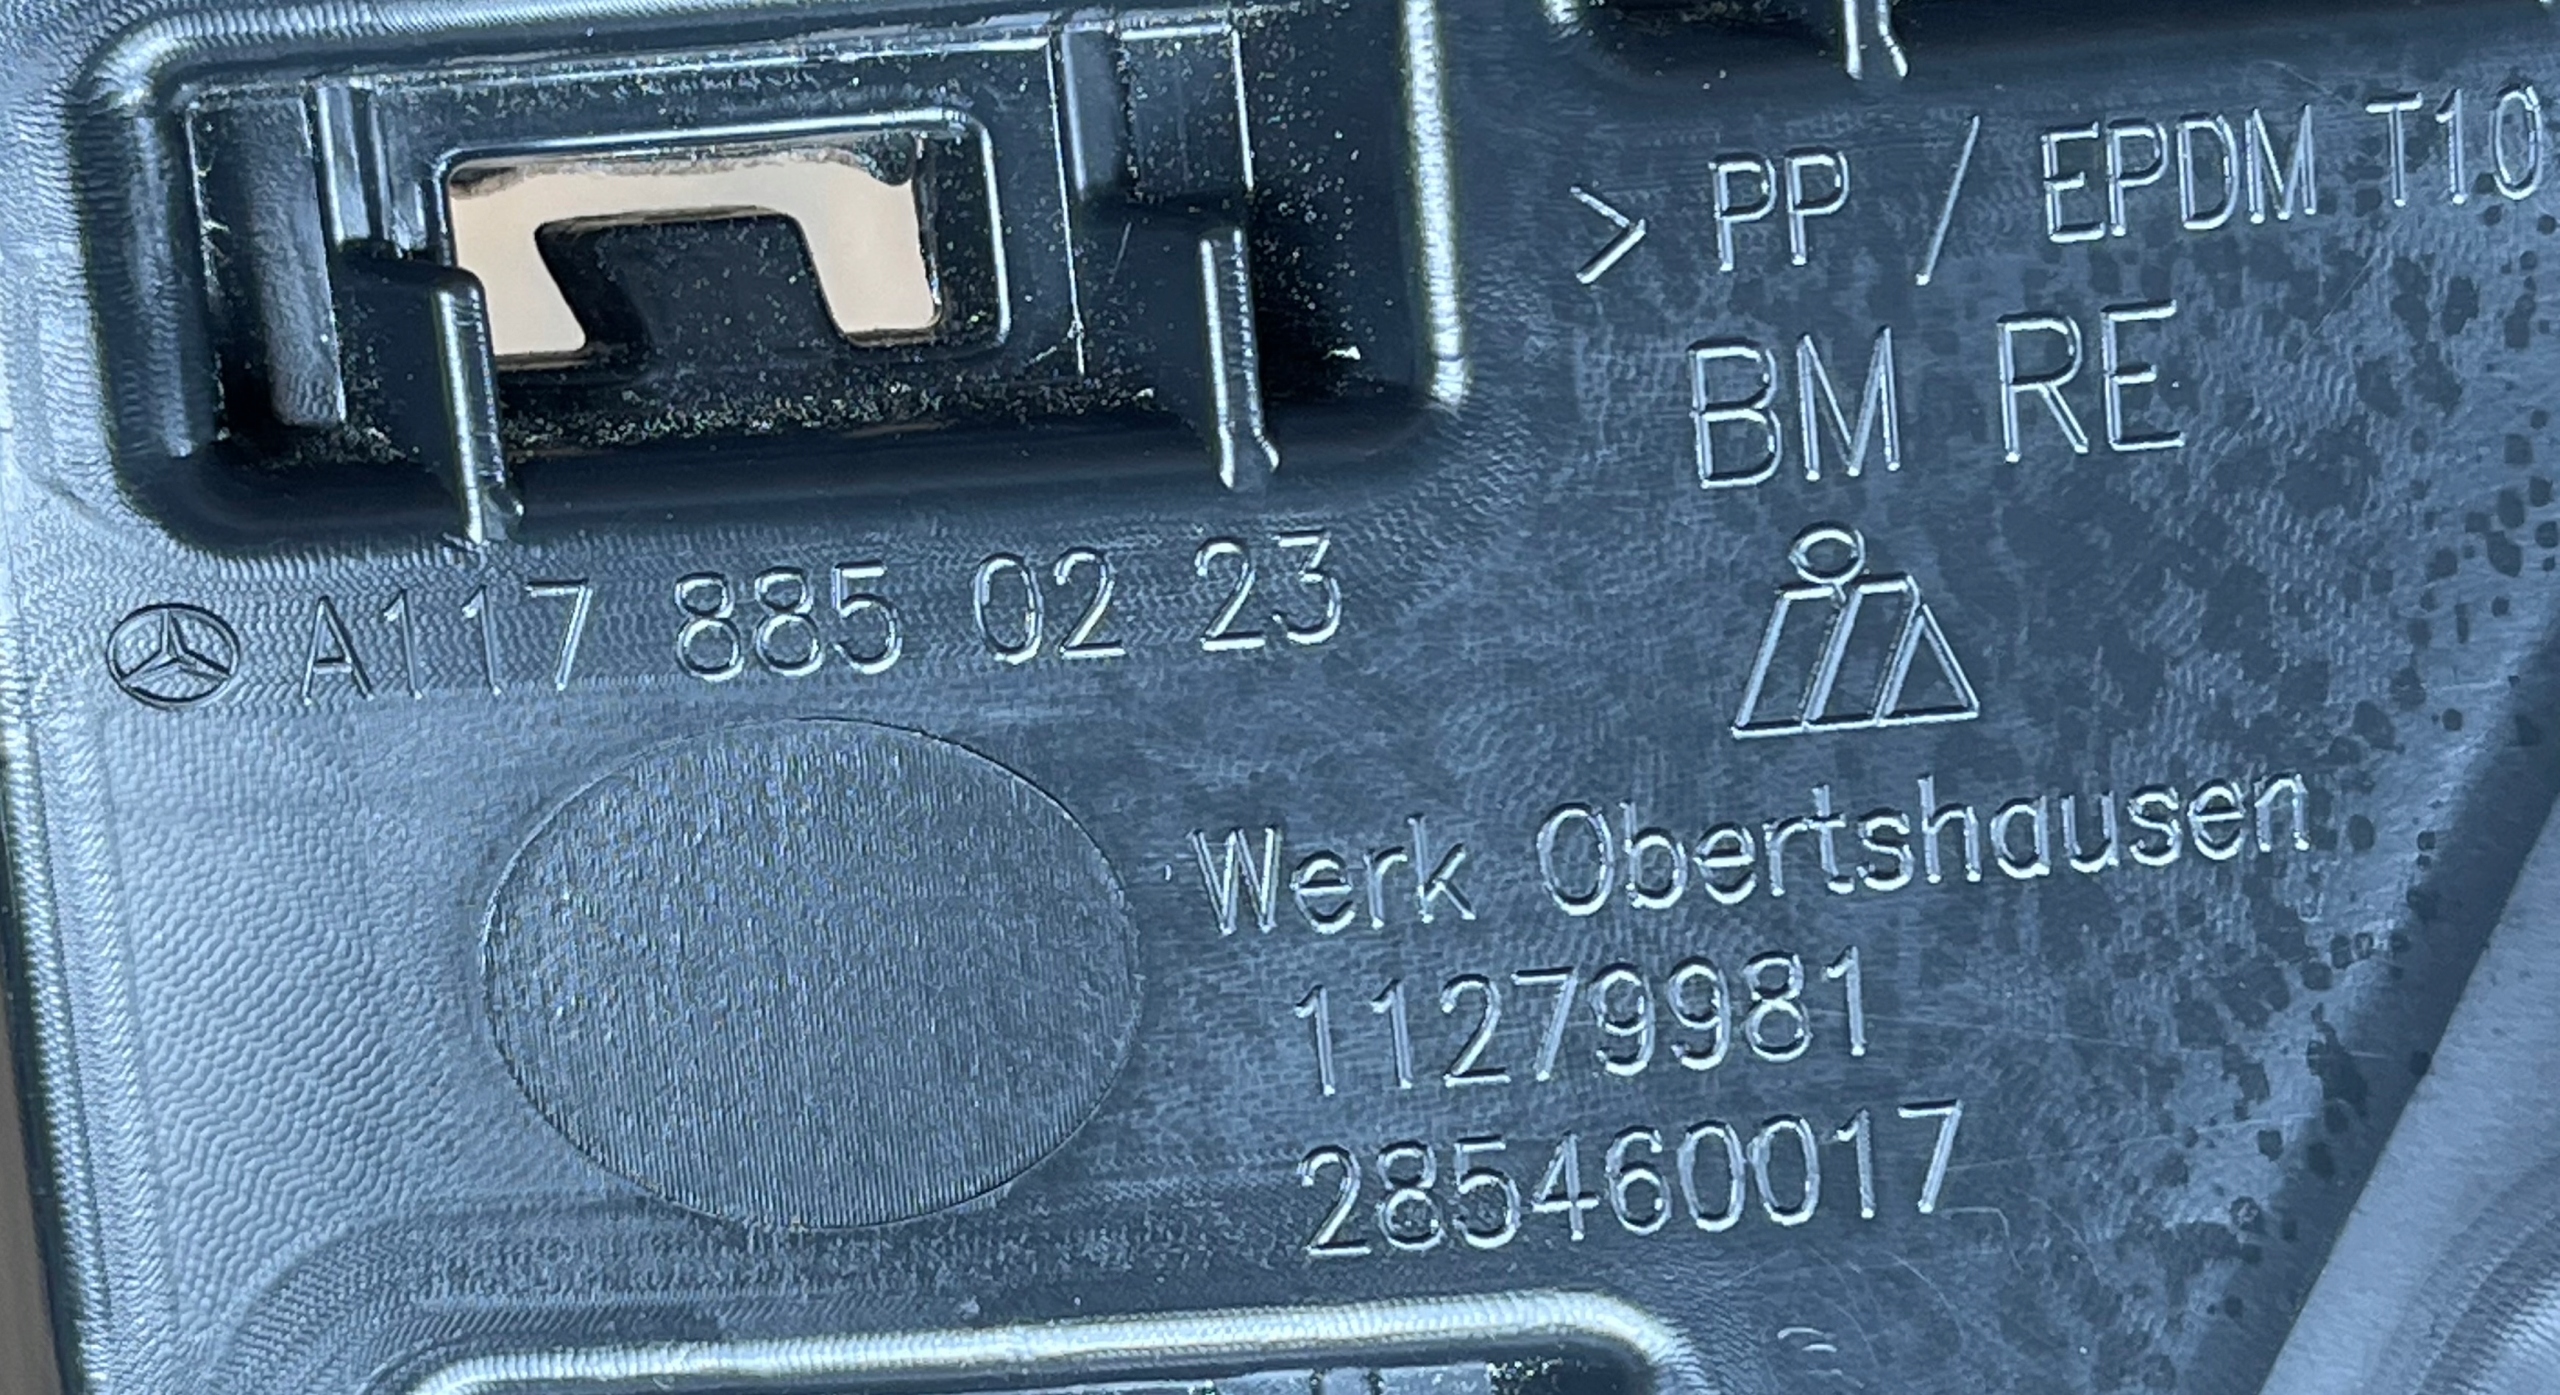 > PP / EPDM T10
BM RE
A117 885 02 23
Werk Obertshausen
11279981
285460017